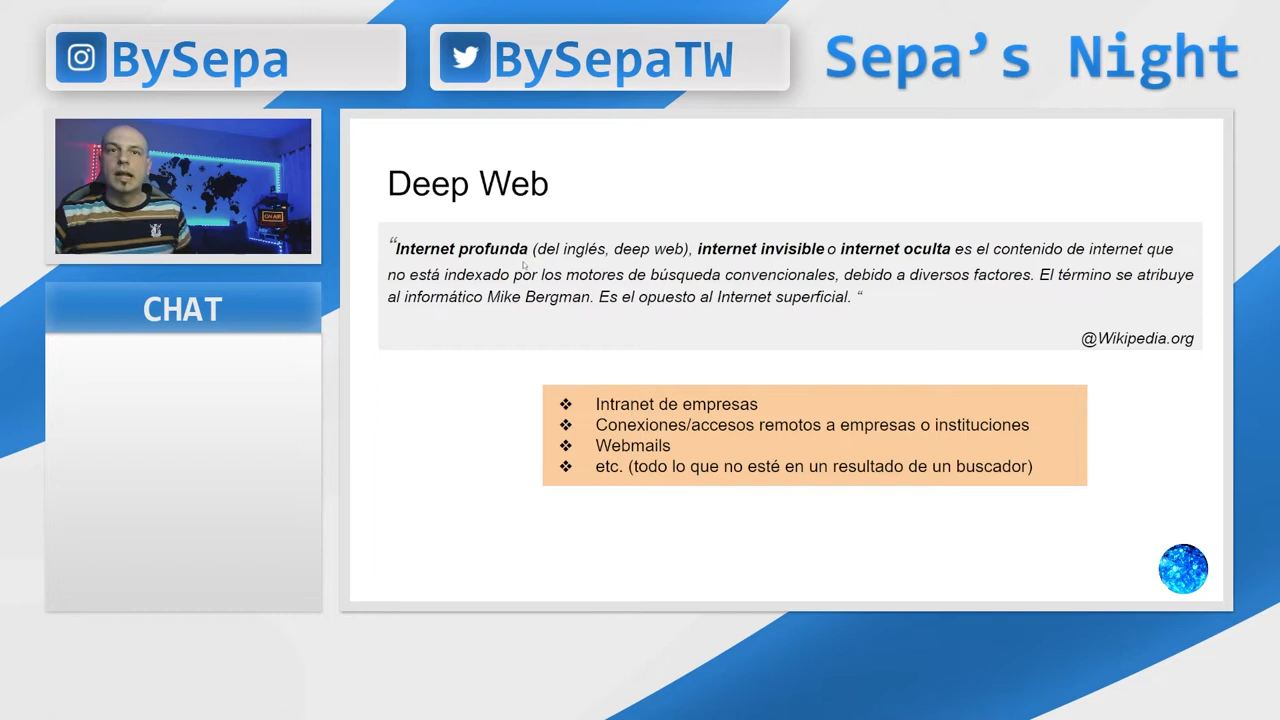 BySepa
BySepaTW
Sepa's Night
ON AIR
CHAT
Deep Web
“Internet profunda (del inglés, deep web), internet invisible o internet oculta es el contenido de internet que
no está indexado por los motores de búsqueda convencionales, debido a diversos factores. El término se atribuye
al informático Mike Bergman. Es el opuesto al Internet superficial. “
@Wikipedia.org
❖ Intranet de empresas
❖ Conexiones/accesos remotos a empresas o instituciones
❖ Webmails
❖ etc. (todo lo que no esté en un resultado de un buscador)